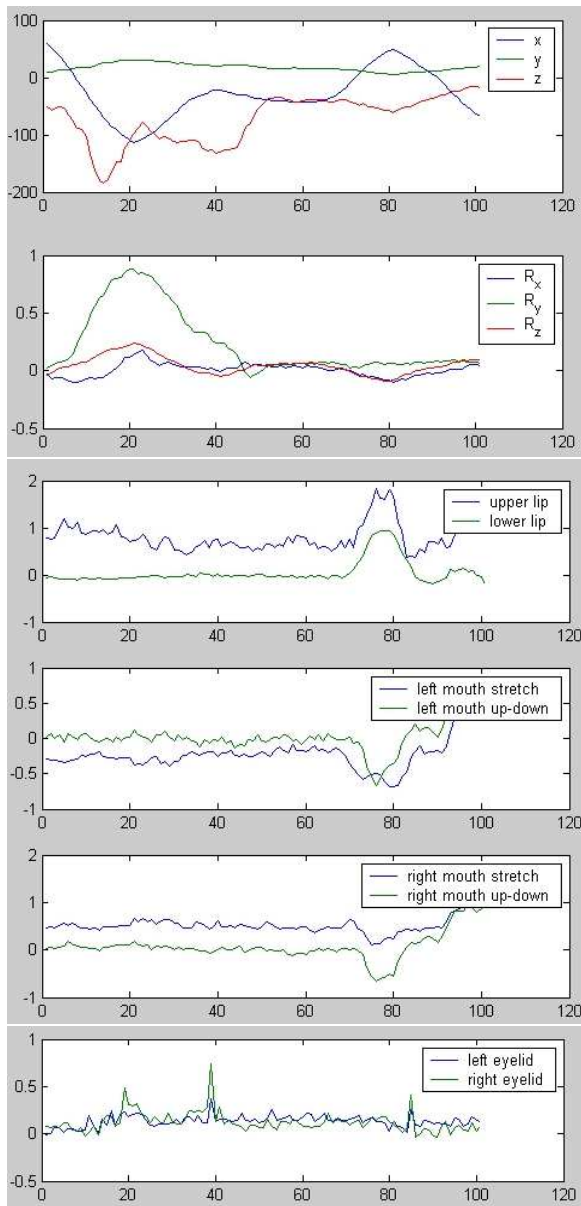 100
0
-100
-200
0 20 40 60 80 100 120
x
y
z
1
0.5
0
-0.5
0 20 40 60 80 100 120
R_x
R_y
R_z
2
1
0
-1
0 20 40 60 80 100 120
upper lip
lower lip
1
0.5
0
-0.5
-1
0 20 40 60 80 100 120
left mouth stretch
left mouth up-down
2
1
0
-1
0 20 40 60 80 100 120
right mouth stretch
right mouth up-down
1
0.5
0
-0.5
0 20 40 60 80 100 120
left eyelid
right eyelid